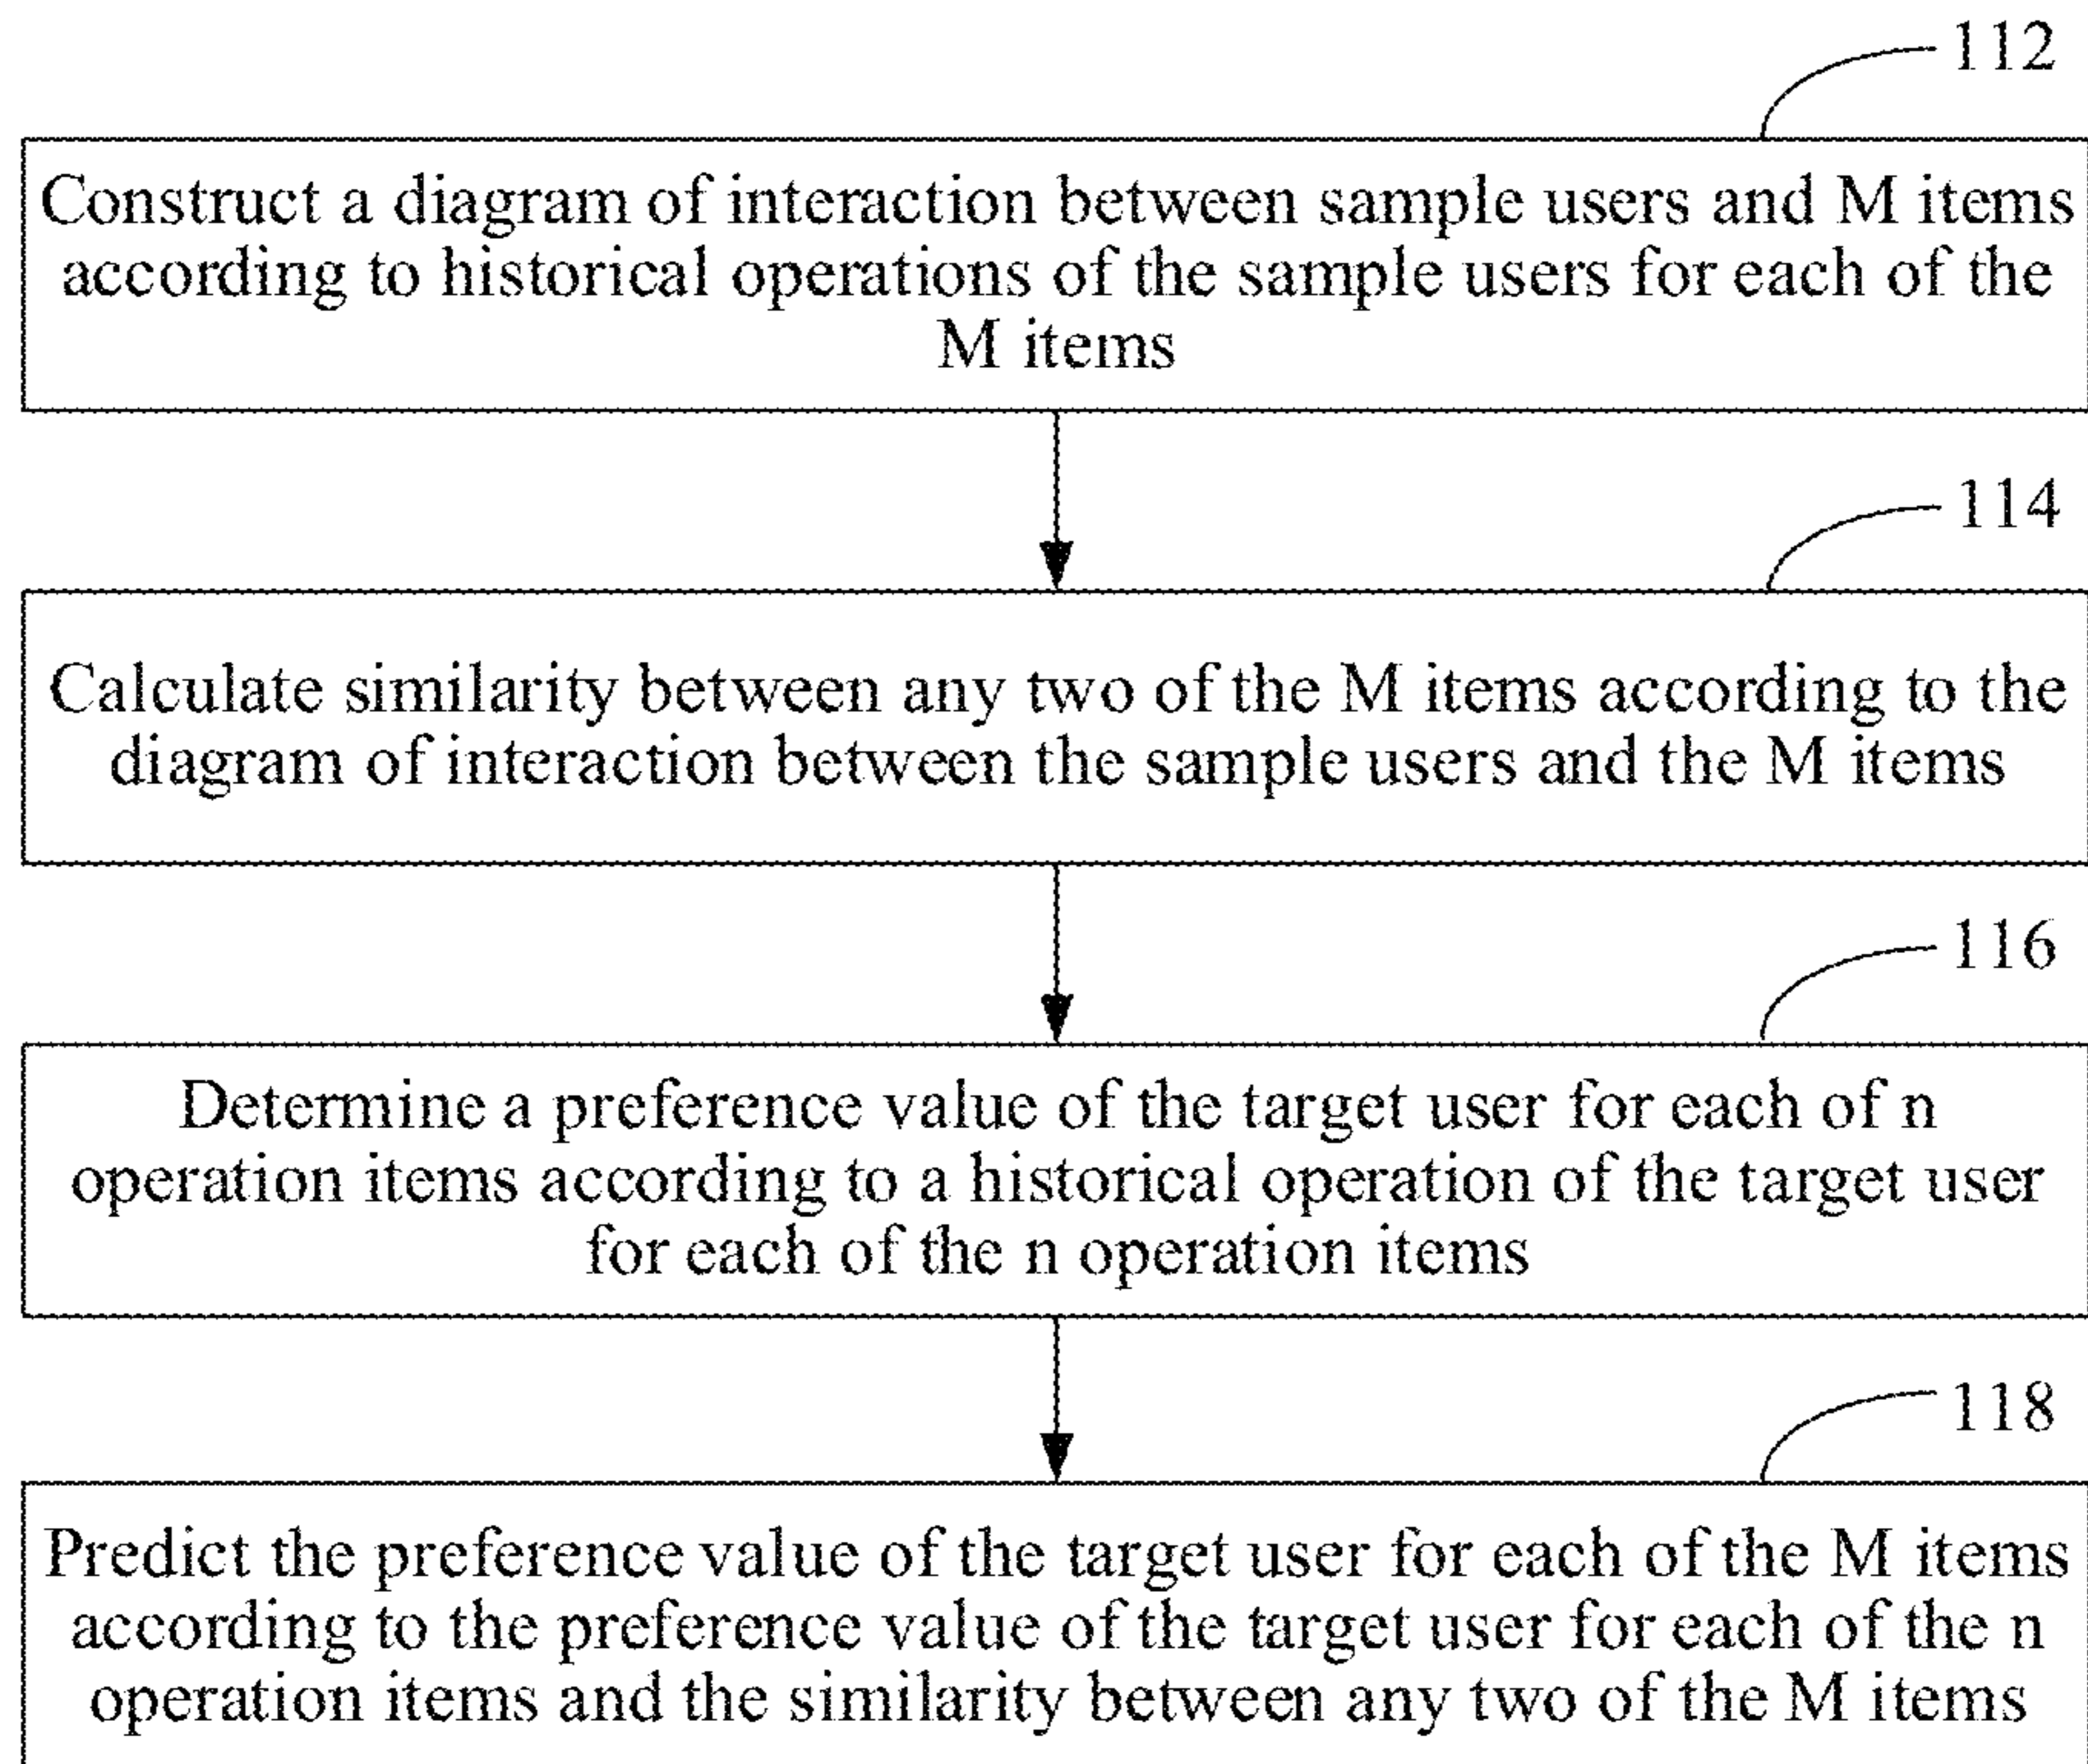 112
Construct a diagram of interaction between sample users and M items
according to historical operations of the sample users for each of the
M items
114
Calculate similarity between any two of the M items according to the
diagram of interaction between the sample users and the M items
116
Determine a preference value of the target user for each of n
operation items according to a historical operation of the target user
for each of the n operation items
118
Predict the preference value of the target user for each of the M items
according to the preference value of the target user for each of the n
operation items and the similarity between any two of the M items